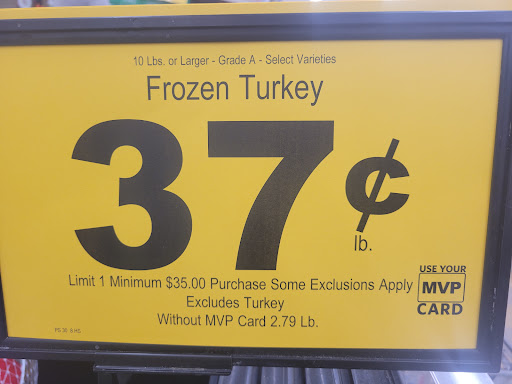 10 Lbs. or Larger - Grade A - Select Varieties
Frozen Turkey
37¢
lb.
Limit 1 Minimum $35.00 Purchase Some Exclusions Apply
Excludes Turkey
Without MVP Card 2.79 Lb.
USE YOUR
MVP
CARD